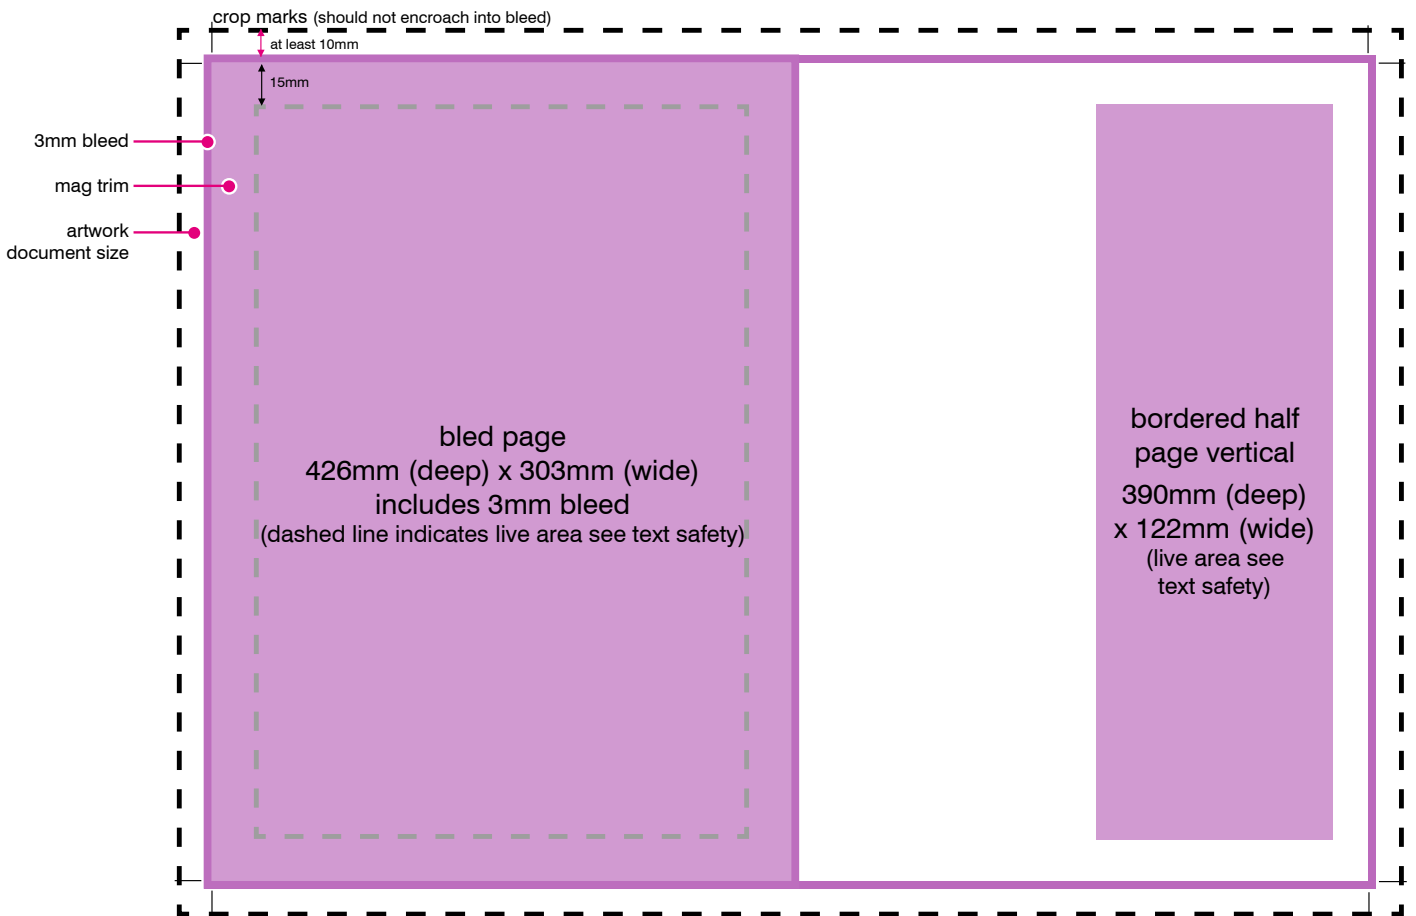 crop marks (should not encroach into bleed)
at least 10mm
15mm
3mm bleed
mag trim
artwork
document size
bled page
426mm (deep) x 303mm (wide)
includes 3mm bleed
(dashed line indicates live area see text safety)
bordered half
page vertical
390mm (deep)
x 122mm (wide)
(live area see
text safety)